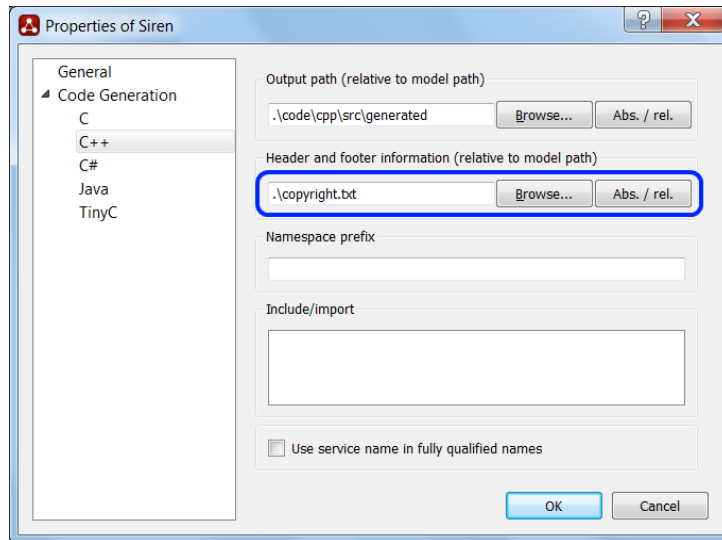 Properties of Siren
General
Code Generation
C
C++
C#
Java
TinyC
Output path (relative to model path)
.\code\cpp\src\generated Browse... Abs. / rel.
Header and footer information (relative to model path)
.\copyright.txt Browse... Abs. / rel.
Namespace prefix
Include/import
Use service name in fully qualified names
OK Cancel